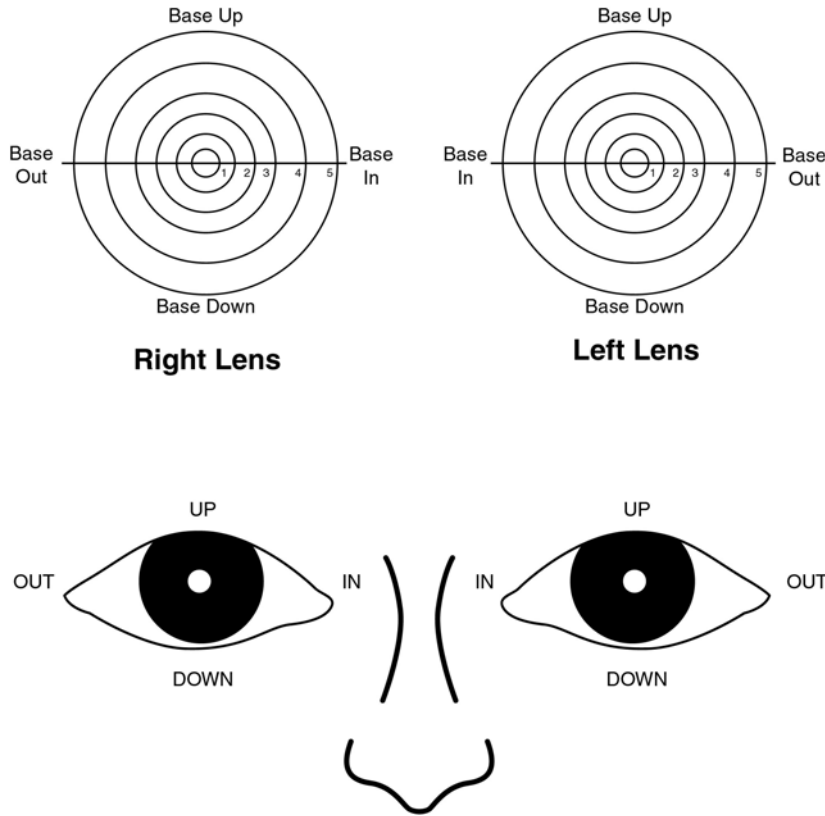 Base Up
Base Up
Base
Out
Base
In
Base
In
Base
Out
1 2 3 4 5
1 2 3 4 5
Base Down
Base Down
Right Lens
Left Lens
UP
UP
OUT
IN
IN
OUT
DOWN
DOWN